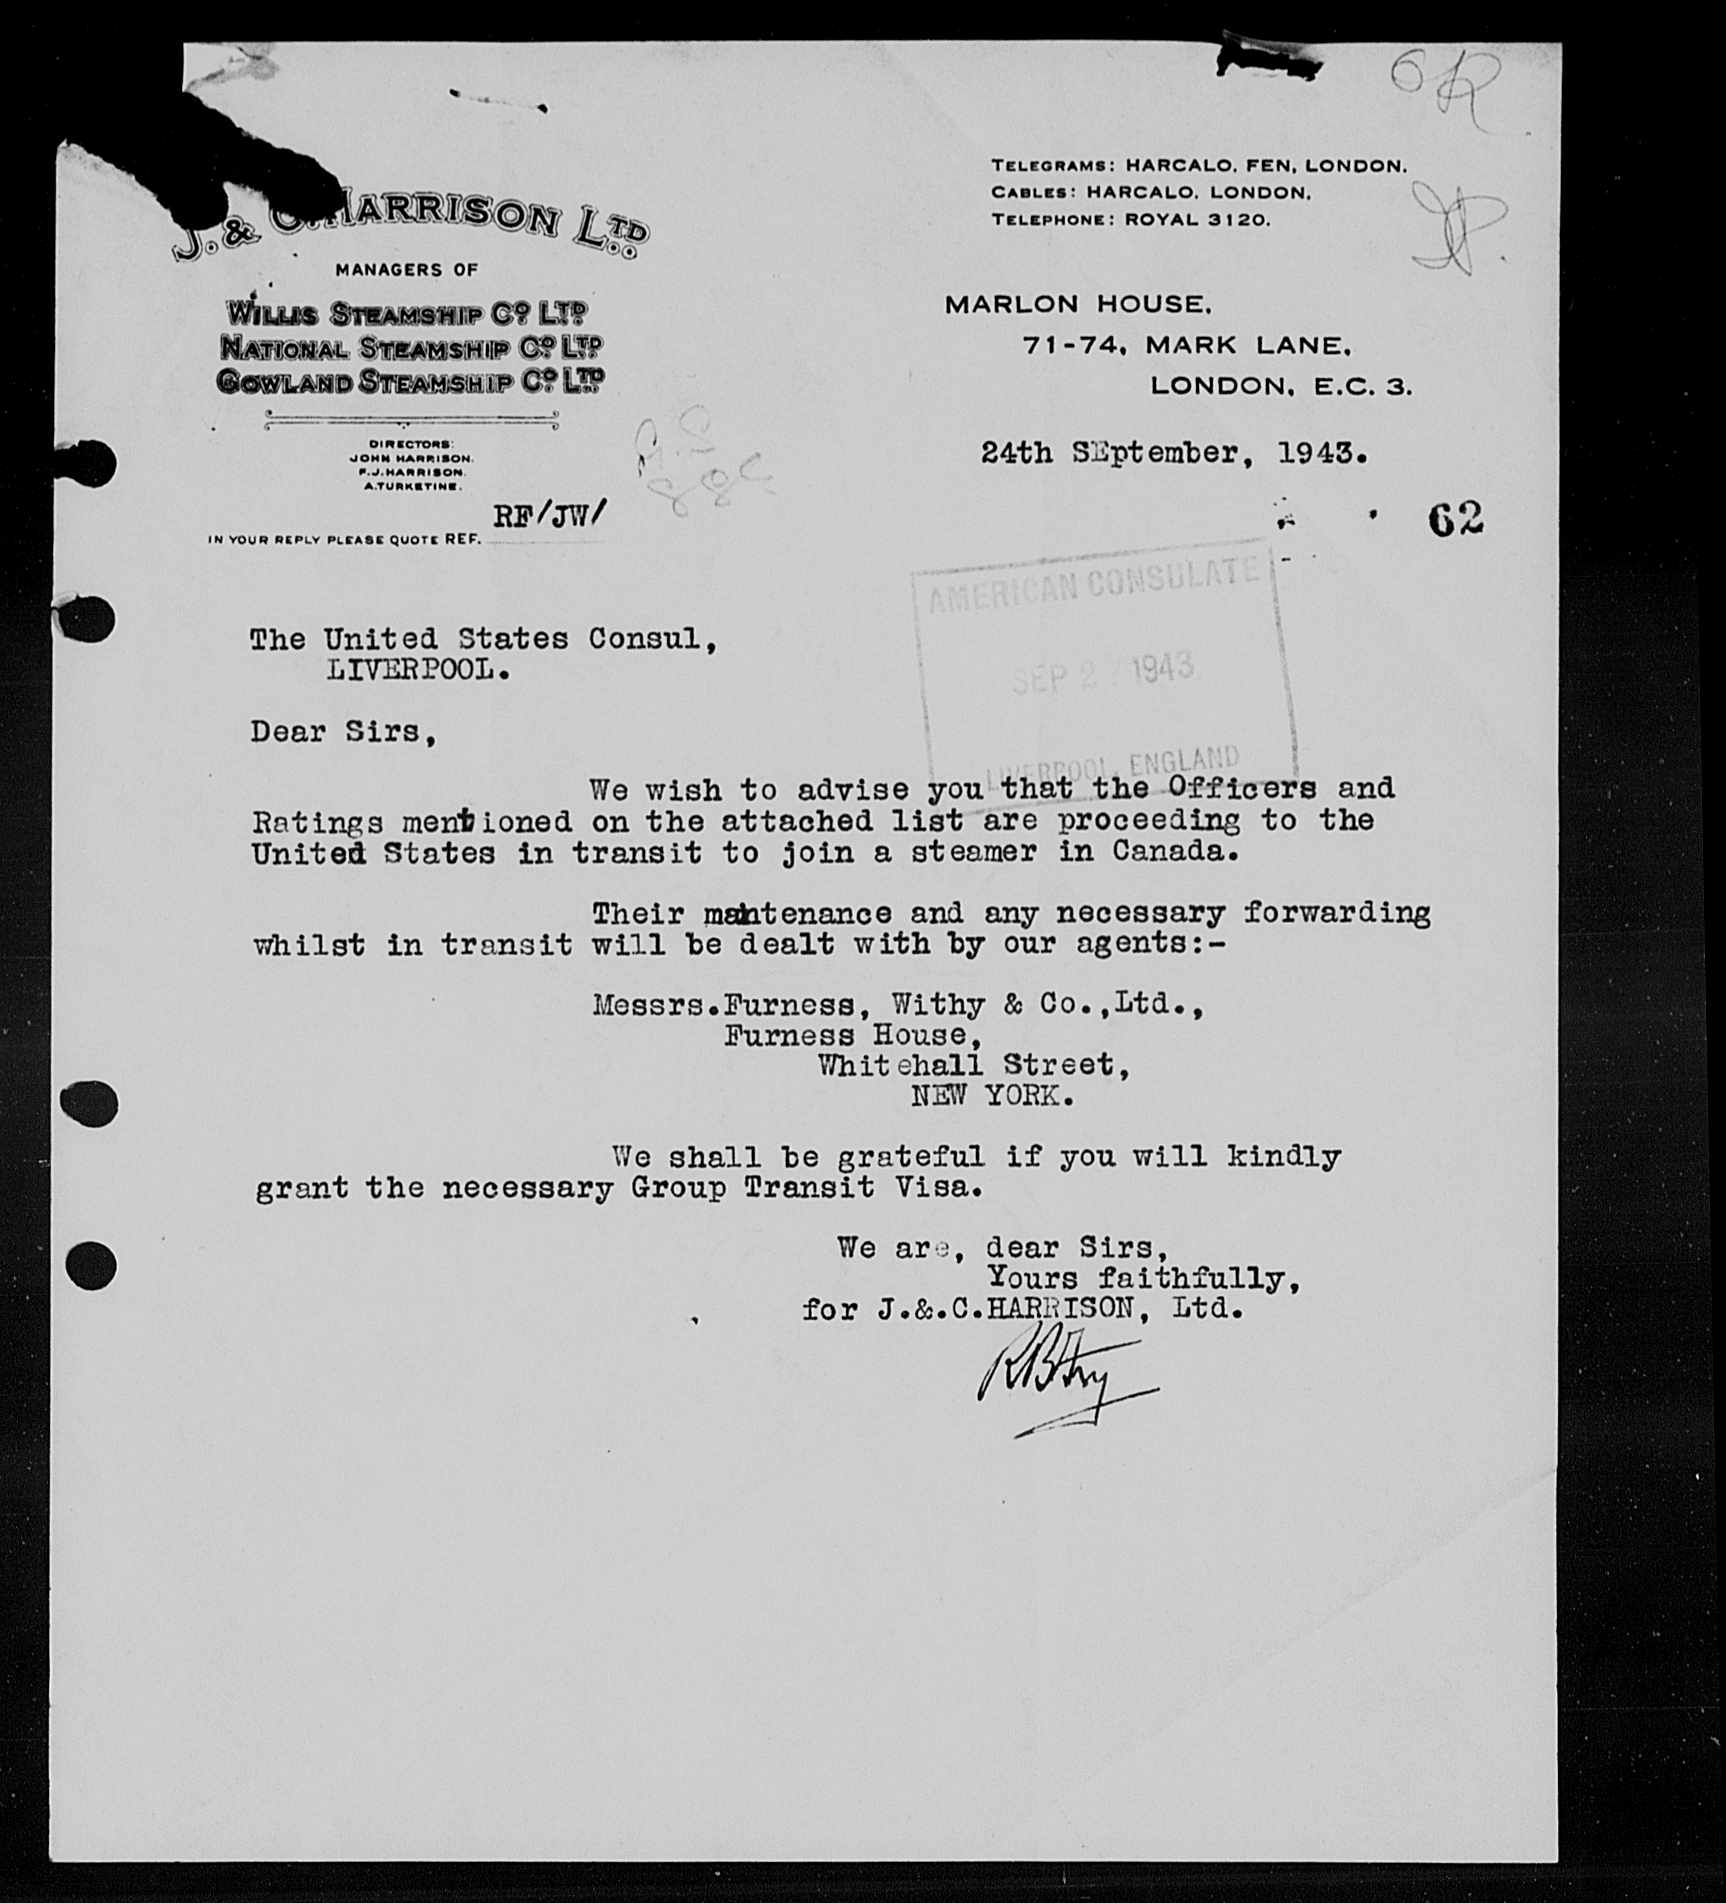 OK
TELEGRAMS: HARCALO, FEN, LONDON.
CABLES: HARCALO, LONDON.
TELEPHONE: ROYAL 3120.
J. & C. HARRISON LTD.
MANAGERS OF
WILLIS STEAMSHIP CO. LTD.
NATIONAL STEAMSHIP CO. LTD.
GOWLAND STEAMSHIP CO. LTD.
DIRECTORS:
JOHN HARRISON.
F.J. HARRISON.
A. TURKETINE.
IN YOUR REPLY PLEASE QUOTE REF. RF/JW/
MARLON HOUSE,
71-74, MARK LANE,
LONDON, E.C. 3.
24th SEptember, 1943.
62
AMERICAN CONSULATE
SEP 2 1943
LIVERPOOL, ENGLAND
The United States Consul,
LIVERPOOL.
Dear Sirs,
We wish to advise you that the Officers and
Ratings mentioned on the attached list are proceeding to the
United States in transit to join a steamer in Canada.
Their maintenance and any necessary forwarding
whilst in transit will be dealt with by our agents:-
Messrs.Furness, Withy & Co.,Ltd.,
Furness House,
Whitehall Street,
NEW YORK.
We shall be grateful if you will kindly
grant the necessary Group Transit Visa.
We are, dear Sirs,
Yours faithfully,
for J.&.C.HARRISON, Ltd.